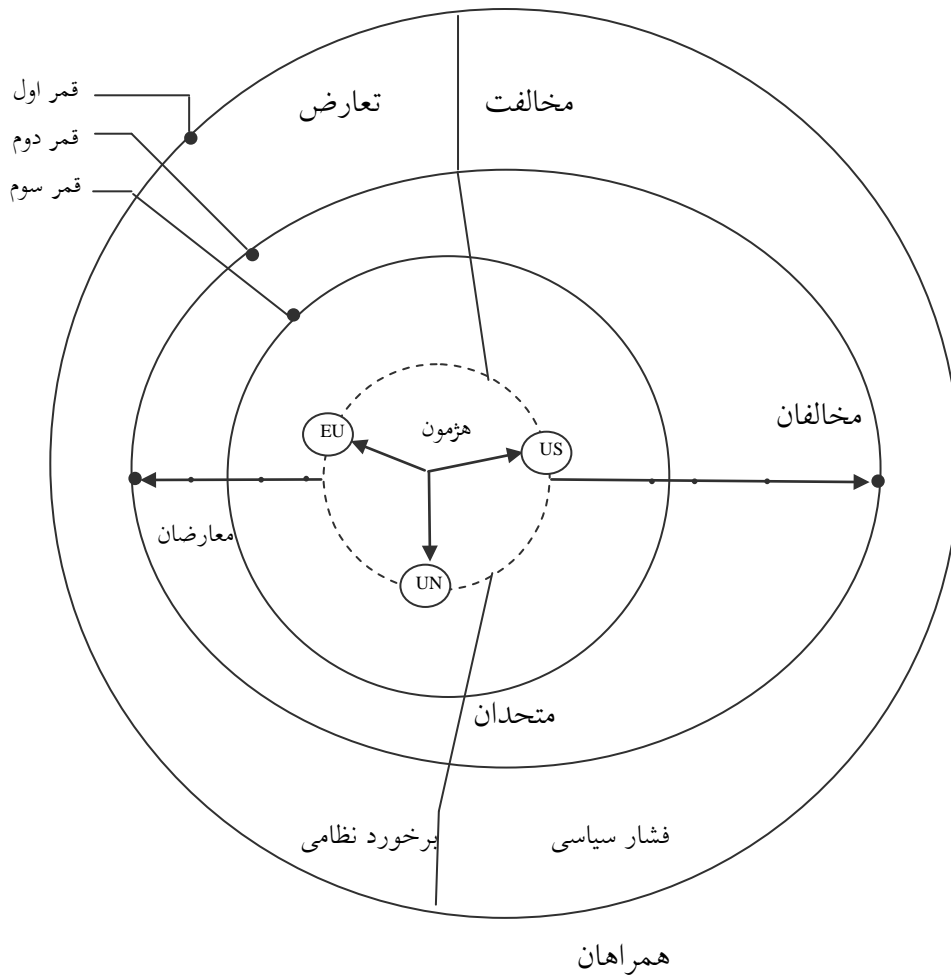 قمر اول
تعارض
مخالفت
قمر دوم
قمر سوم
مخالفان
EU
هژمون
US
معارضان
UN
متحدان
برخورد نظامی
فشار سیاسی
همراهان